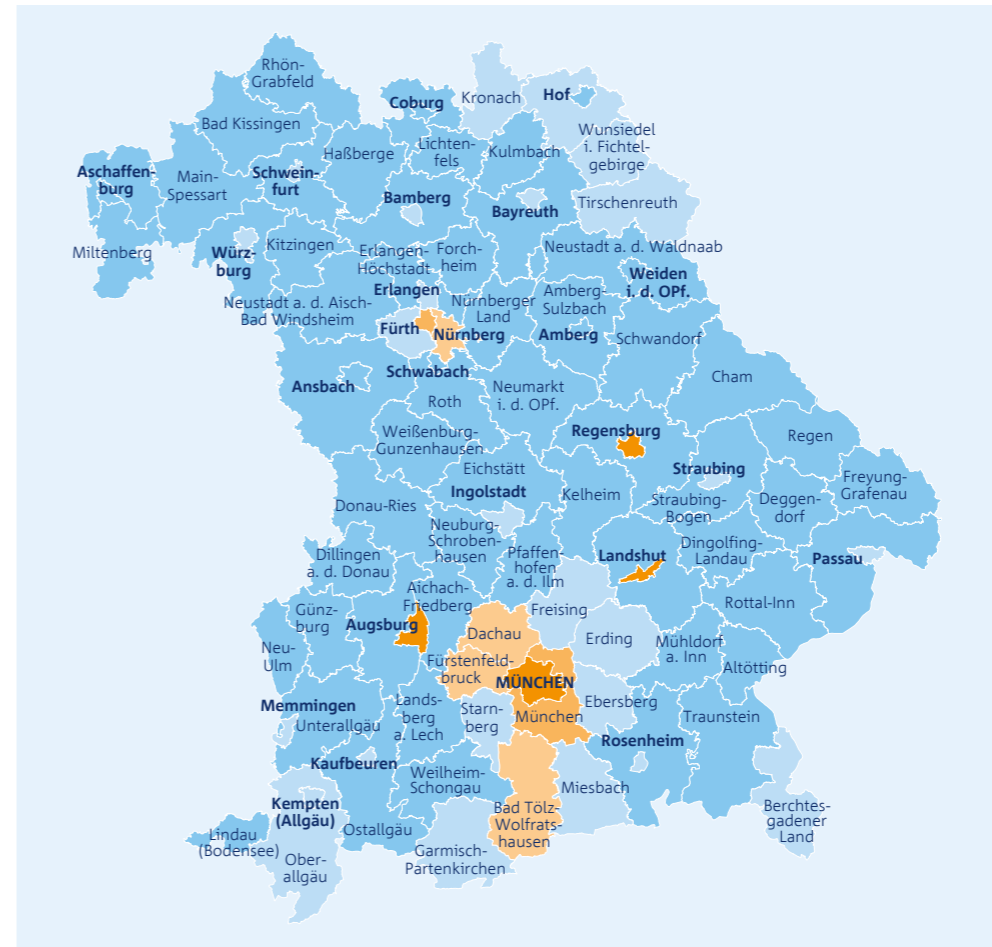 Rhön-
Grabfeld
Kronach
Hof
Coburg
Bad Kissingen
Wunsiedel
i. Fichtel-
gebirge
Lichten-
fels
Kulmbach
Haßberge
Aschaffen-
burg
Main-
Spessart
Schwein-
furt
Bamberg
Bayreuth
Tirschenreuth
Miltenberg
Würz-
burg
Kitzingen
Erlangen-
Höchstadt
Forch-
heim
Neustadt a. d. Waldnaab
Weiden
i. d. OPf.
Erlangen
Neustadt a. d. Aisch-
Bad Windsheim
Nürnberger
Land
Amberg-
Sulzbach
Fürth
Nürnberg
Amberg
Schwandorf
Schwabach
Ansbach
Roth
Neumarkt
i. d. OPf.
Cham
Weißenburg-
Gunzenhausen
Regensburg
Regen
Eichstätt
Straubing
Freyung-
Grafenau
Ingolstadt
Kelheim
Straubing-
Bogen
Deggen-
dorf
Donau-Ries
Neuburg-
Schroben-
hausen
Pfaffen-
hofen
a. d. Ilm
Landshut
Dingolfing-
Landau
Passau
Dillingen
a. d. Donau
Aichach-
Friedberg
Freising
Rottal-Inn
Günz-
burg
Augsburg
Dachau
Erding
Mühldorf
a. Inn
Neu-
Ulm
Fürstenfeld-
bruck
Altötting
MÜNCHEN
Memmingen
Unterallgäu
Lands-
berg
a. Lech
Starn-
berg
München
Ebersberg
Traunstein
Rosenheim
Kaufbeuren
Weilheim-
Schongau
Miesbach
Kempten
(Allgäu)
Bad Tölz-
Wolfrats-
hausen
Berchtes-
gadener
Land
Lindau
(Bodensee)
Ostallgäu
Ober-
allgäu
Garmisch-
Partenkirchen